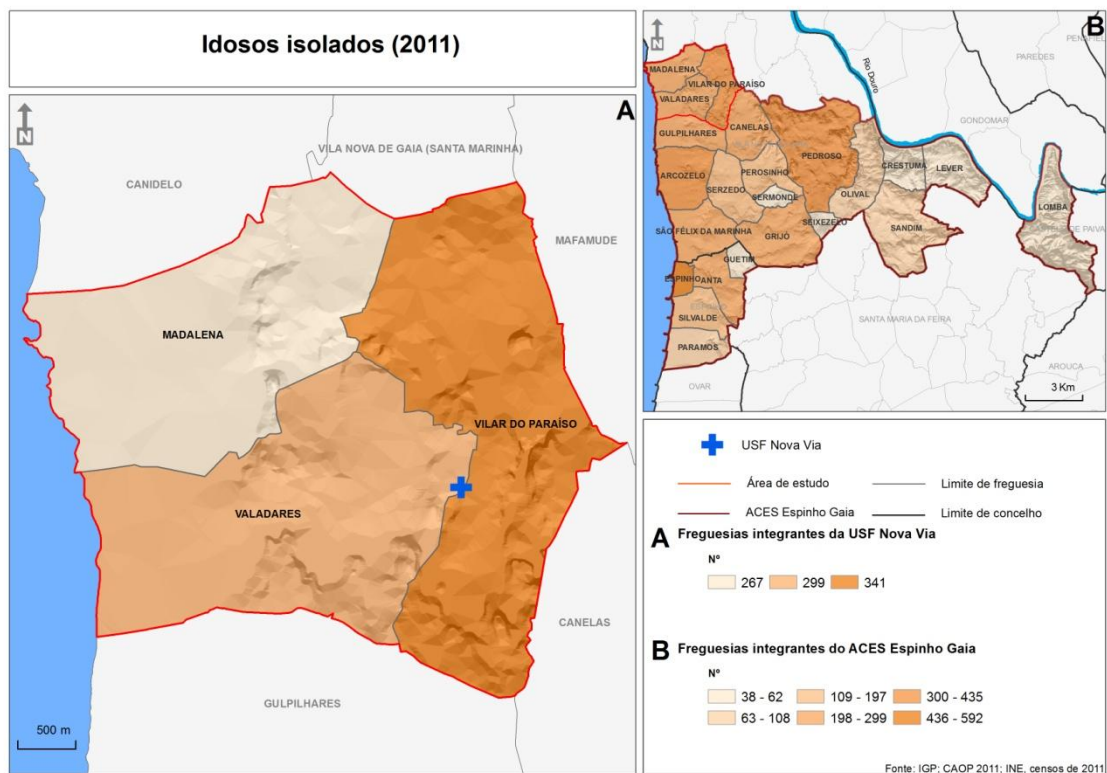 Idosos isolados (2011)
A
N
VILA NOVA DE GAIA (SANTA MARINHA)
CANIDELO
MAFAMUDE
MADALENA
VILAR DO PARAÍSO
VALADARES
CANELAS
GULPILHARES
500 m
B
N
PENAFIEL
PAREDES
Rio Douro
MADALENA
VILAR DO PARAÍSO
VALADARES
GONDOMAR
GULPILHARES
CANELAS
PEDROSO
CRESTUMA
LEVER
ARCOZELO
PEROSINHO
SERZEDO
SERMONDE
OLIVAL
LOMBA
SEIXEZELO
SÃO FÉLIX DA MARINHA
GRIJÓ
SANDIM
DE PAIVA
GUETIM
ESPINHO
ANTA
SILVALDE
SANTA MARIA DA FEIRA
PARAMOS
AROUCA
OVAR
3 Km
USF Nova Via
Área de estudo
Limite de freguesia
ACES Espinho Gaia
Limite de concelho
A Freguesias integrantes da USF Nova Via
Nº
267 299 341
B Freguesias integrantes do ACES Espinho Gaia
Nº
38 - 62 109 - 197 300 - 435
63 - 108 198 - 299 436 - 592
Fonte: IGP; CAOP 2011; INE, censos de 2011